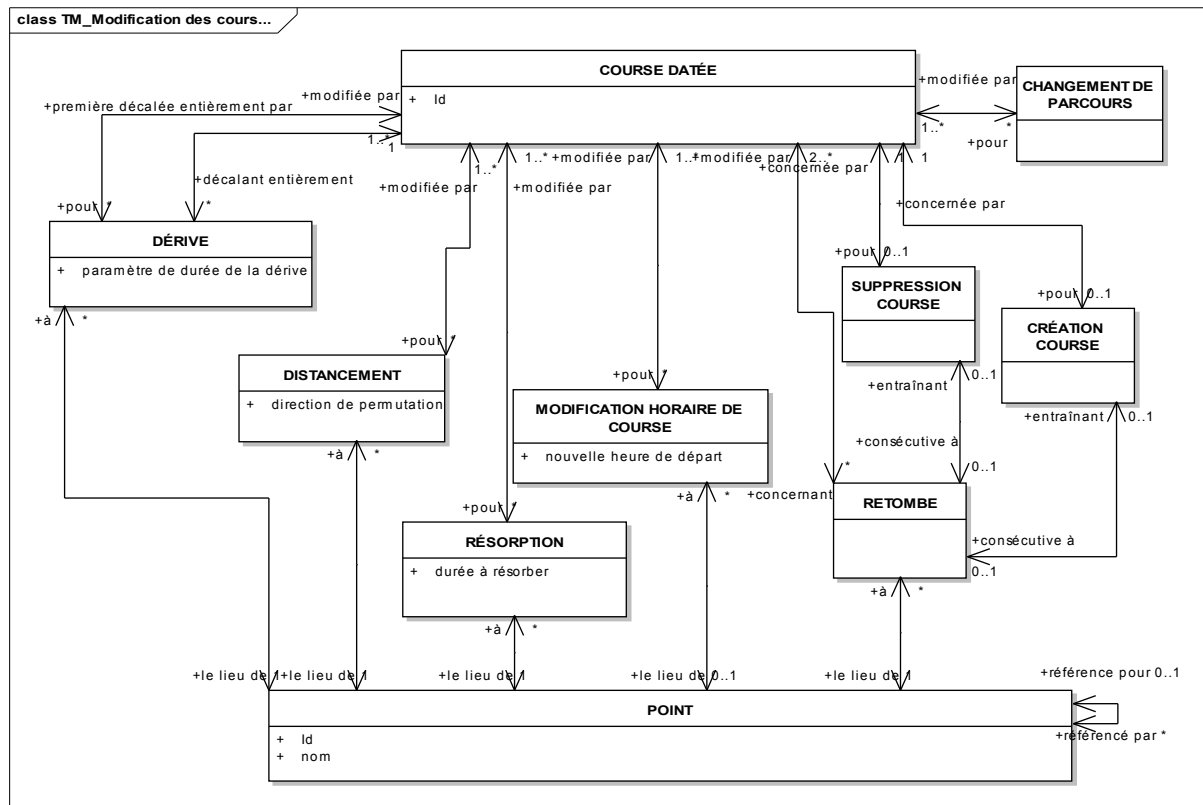 class TM_Modification des cours...
COURSE DATÉE
+ Id
CHANGEMENT DE
PARCOURS
+modifiée par
1..*
*
+pour
+première décalée entièrement par
+modifiée par
1..*
1
+décalant entièrement
+pour *
*
1..*
+modifiée par
1..*
+modifiée par
+modifiée par
1..*
+modifiée par
2..*
+concernée par
1
1
+concernée par
DÉRIVE
+ paramètre de durée de la dérive
+à *
+pour 0..1
SUPPRESSION
COURSE
+pour 0..1
CRÉATION
COURSE
+pour *
DISTANCEMENT
+ direction de permutation
+à *
+pour *
MODIFICATION HORAIRE DE
COURSE
+ nouvelle heure de départ
+à *
0..1
+entraînant
+entraînant 0..1
+consécutive à
0..1
*
+concernant
RETOMBE
+consécutive à
0..1
+à *
+pour *
RÉSORPTION
+ durée à résorber
+à *
+le lieu de 1
+le lieu de 1
+le lieu de 1
+le lieu de 0..1
+le lieu de 1
+référence pour 0..1
+référencé par *
POINT
+ Id
+ nom